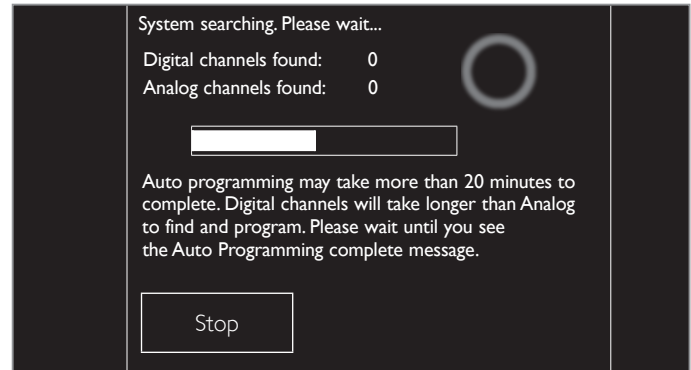 System searching. Please wait...
Digital channels found: 0
Analog channels found: 0
Auto programming may take more than 20 minutes to
complete. Digital channels will take longer than Analog
to find and program. Please wait until you see
the Auto Programming complete message.
Stop